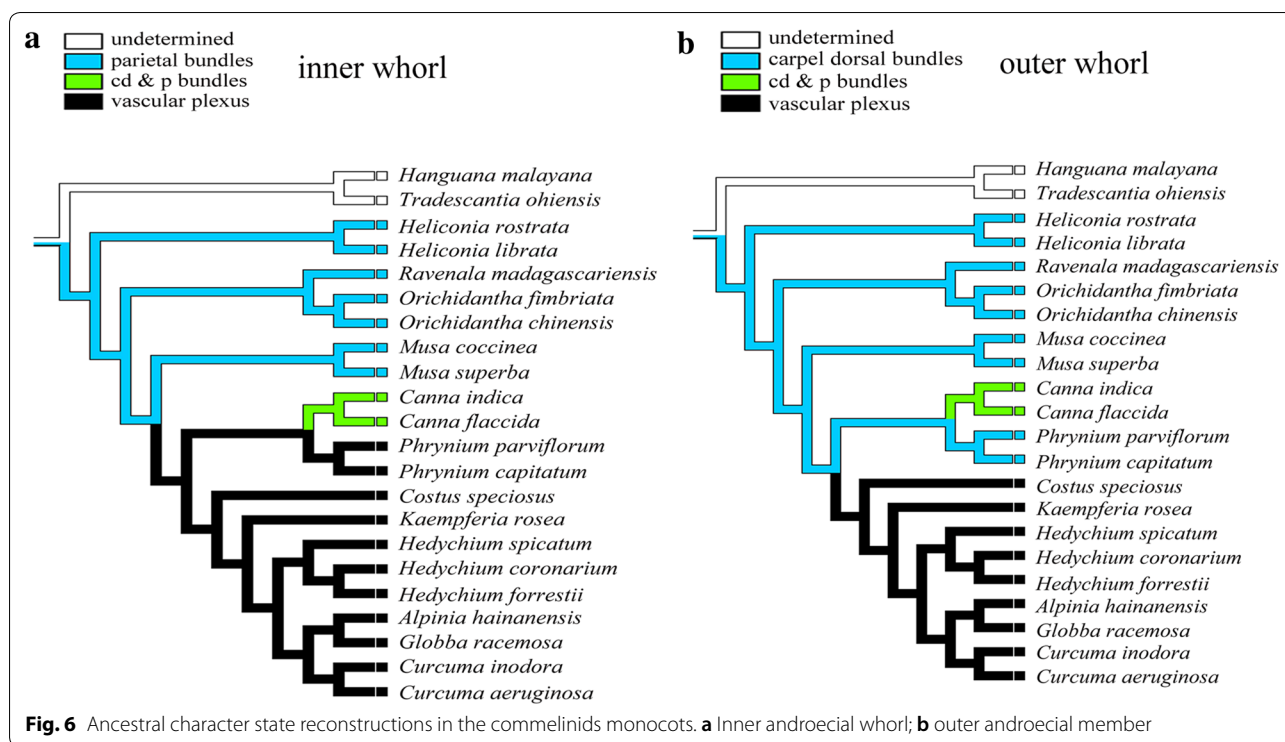 a
undetermined
parietal bundles
cd & p bundles
vascular plexus
inner whorl
Hanguana malayana
Tradescantia ohiensis
Heliconia rostrata
Heliconia librata
Ravenala madagascariensis
Orichidantha fimbriata
Orichidantha chinensis
Musa coccinea
Musa superba
Canna indica
Canna flaccida
Phrynium parviflorum
Phrynium capitatum
Costus speciosus
Kaempferia rosea
Hedychium spicatum
Hedychium coronarium
Hedychium forrestii
Alpinia hainanensis
Globba racemosa
Curcuma inodora
Curcuma aeruginosa
b
undetermined
carpel dorsal bundles
cd & p bundles
vascular plexus
outer whorl
Hanguana malayana
Tradescantia ohiensis
Heliconia rostrata
Heliconia librata
Ravenala madagascariensis
Orichidantha fimbriata
Orichidantha chinensis
Musa coccinea
Musa superba
Canna indica
Canna flaccida
Phrynium parviflorum
Phrynium capitatum
Costus speciosus
Kaempferia rosea
Hedychium spicatum
Hedychium coronarium
Hedychium forrestii
Alpinia hainanensis
Globba racemosa
Curcuma inodora
Curcuma aeruginosa
Fig. 6 Ancestral character state reconstructions in the commelinids monocots. a Inner androecial whorl; b outer androecial member